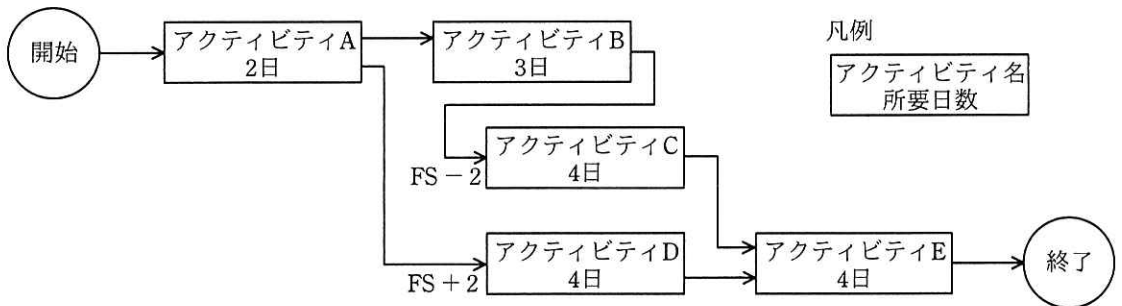 開始
アクティビティA
2日
アクティビティB
3日
凡例
アクティビティ名
所要日数
FS－2
アクティビティC
4日
FS＋2
アクティビティD
4日
アクティビティE
4日
終了